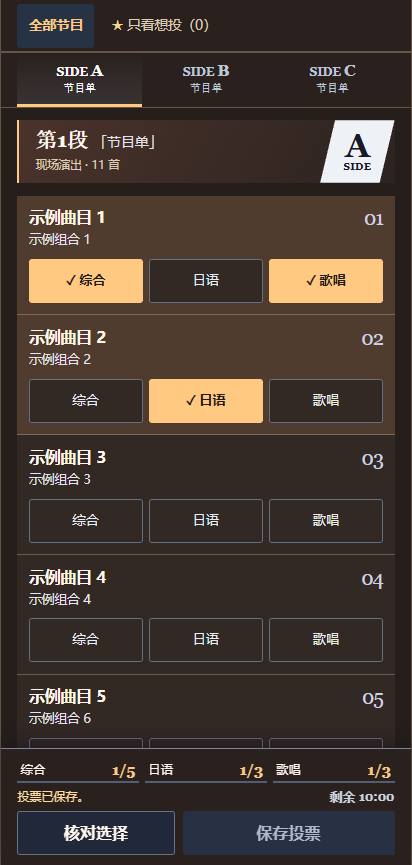 全部节目 ★ 只看想投（0）
SIDE A SIDE B SIDE C
节目单 节目单 节目单
第1段 「节目单」
现场演出 · 11 首
A
SIDE
示例曲目 1 01
示例组合 1
✓ 综合 日语 ✓ 歌唱
示例曲目 2 02
示例组合 2
综合 ✓ 日语 歌唱
示例曲目 3 03
示例组合 3
综合 日语 歌唱
示例曲目 4 04
示例组合 4
综合 日语 歌唱
示例曲目 5 05
示例组合 6
综合 1/5 日语 1/3 歌唱 1/3
投票已保存。 剩余 10:00
核对选择 保存投票